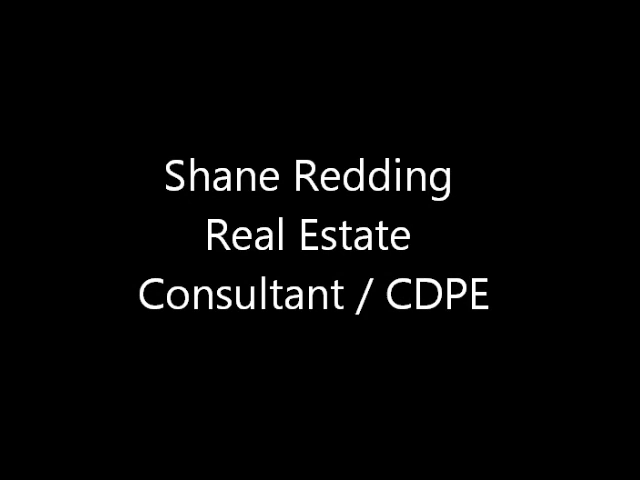 Shane Redding
Real Estate
Consultant / CDPE